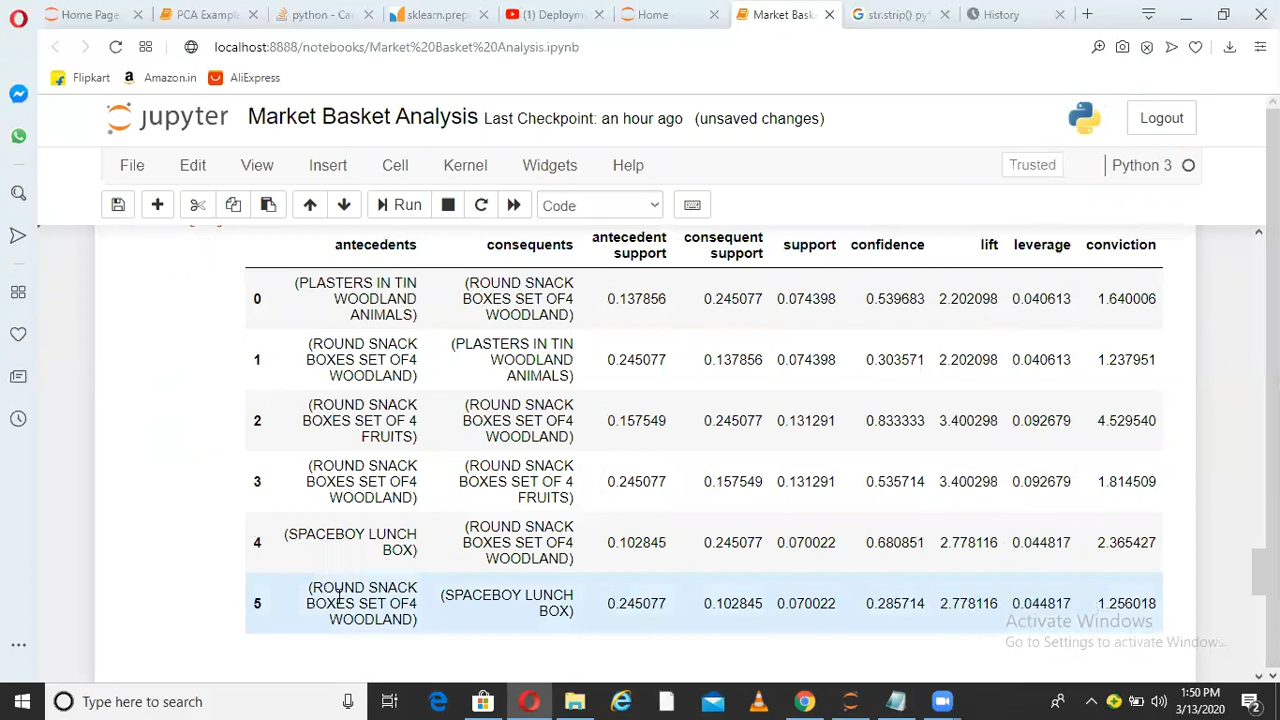 Home Page
PCA Example
python - Ca
sklearn.prep
(1) Deploym
Home
Market Bask
str.strip() py
History
localhost:8888/notebooks/Market%20Basket%20Analysis.ipynb
Flipkart
Amazon.in
AliExpress
jupyter Market Basket Analysis Last Checkpoint: an hour ago (unsaved changes)
Logout
File Edit View Insert Cell Kernel Widgets Help
Trusted
Python 3
Run
Code
antecedents consequents antecedent support consequent support support confidence lift leverage conviction
0 (PLASTERS IN TIN WOODLAND ANIMALS) (ROUND SNACK BOXES SET OF4 WOODLAND) 0.137856 0.245077 0.074398 0.539683 2.202098 0.040613 1.640006
1 (ROUND SNACK BOXES SET OF4 WOODLAND) (PLASTERS IN TIN WOODLAND ANIMALS) 0.245077 0.137856 0.074398 0.303571 2.202098 0.040613 1.237951
2 (ROUND SNACK BOXES SET OF 4 FRUITS) (ROUND SNACK BOXES SET OF4 WOODLAND) 0.157549 0.245077 0.131291 0.833333 3.400298 0.092679 4.529540
3 (ROUND SNACK BOXES SET OF4 WOODLAND) (ROUND SNACK BOXES SET OF 4 FRUITS) 0.245077 0.157549 0.131291 0.535714 3.400298 0.092679 1.814509
4 (SPACEBOY LUNCH BOX) (ROUND SNACK BOXES SET OF4 WOODLAND) 0.102845 0.245077 0.070022 0.680851 2.778116 0.044817 2.365427
5 (ROUND SNACK BOXES SET OF4 WOODLAND) (SPACEBOY LUNCH BOX) 0.245077 0.102845 0.070022 0.285714 2.778116 0.044817 1.256018
Activate Windows
Go to Settings to activate Windows.
Type here to search
1:50 PM
3/13/2020
2